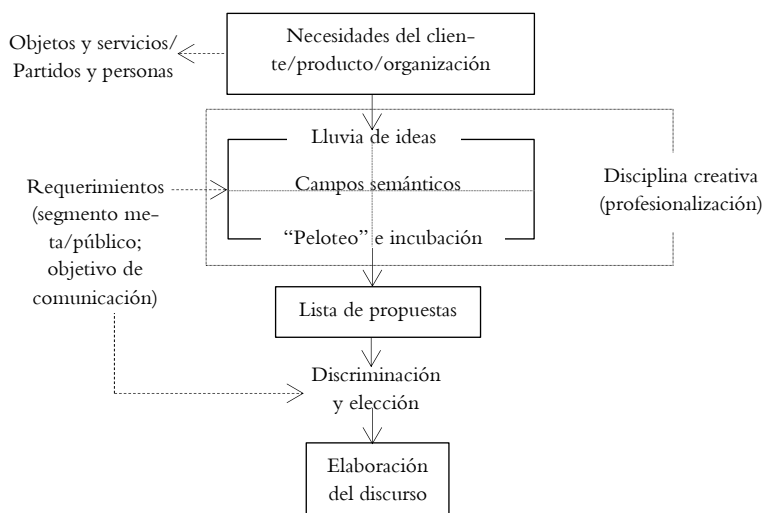 Objetos y servicios/
Partidos y personas
Necesidades del clien-
te/producto/organización
Lluvia de ideas
Campos semánticos
“Peloteo” e incubación
Requerimientos
(segmento me-
ta/público;
objetivo de
comunicación)
Disciplina creativa
(profesionalización)
Lista de propuestas
Discriminación
y elección
Elaboración
del discurso